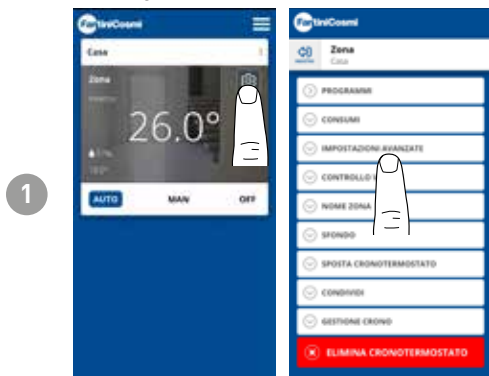 1
FantiniCosmi
Casa
Zona
26.0°
AUTO MAN OFF
FantiniCosmi
Zona
Casa
PROGRAMMI
CONSUMI
IMPOSTAZIONI AVANZATE
CONTROLLO
NOME ZONA
SFONDO
SPOSTA CRONOTERMOSTATO
CONDIVIDI
GESTIONE CRONO
ELIMINA CRONOTERMOSTATO